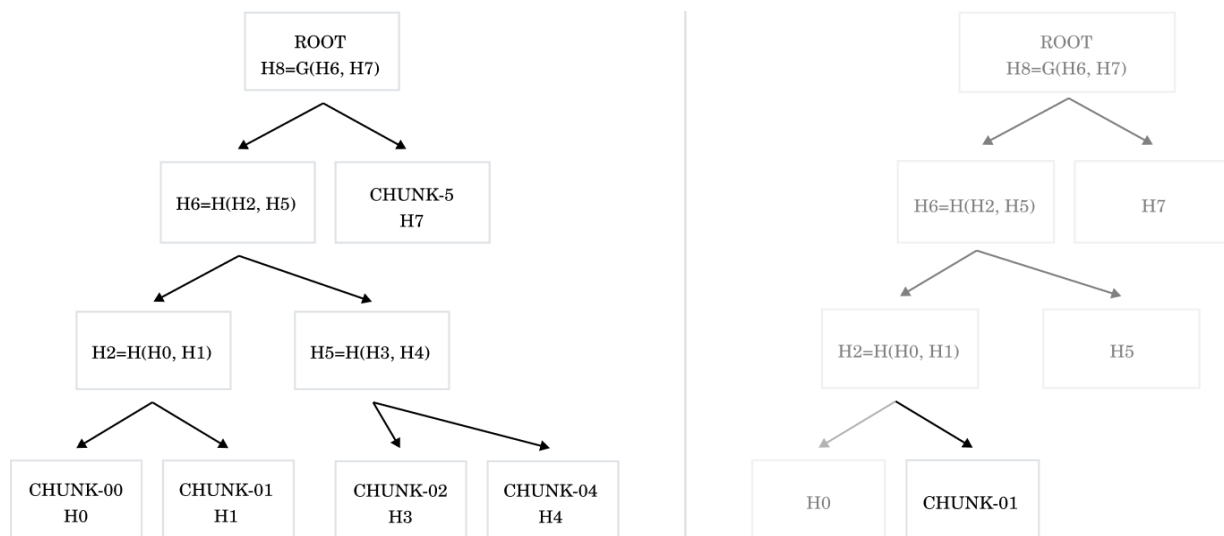 ROOT
H8=G(H6, H7)
H6=H(H2, H5)
CHUNK-5
H7
H2=H(H0, H1)
H5=H(H3, H4)
CHUNK-00
H0
CHUNK-01
H1
CHUNK-02
H3
CHUNK-04
H4
ROOT
H8=G(H6, H7)
H6=H(H2, H5)
H7
H2=H(H0, H1)
H5
H0
CHUNK-01